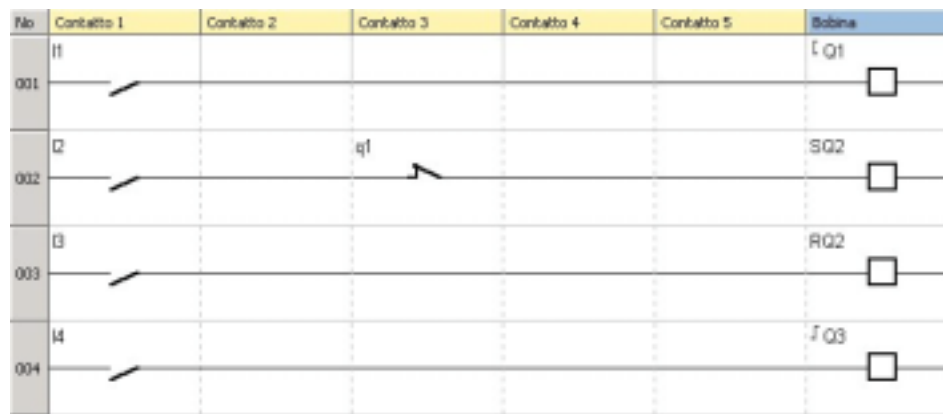 No Contatto 1 Contatto 2 Contatto 3 Contatto 4 Contatto 5 Bobina
I1 [ Q1
001
I2 q1 SQ2
002
I3 RQ2
003
I4 ʃ Q3
004